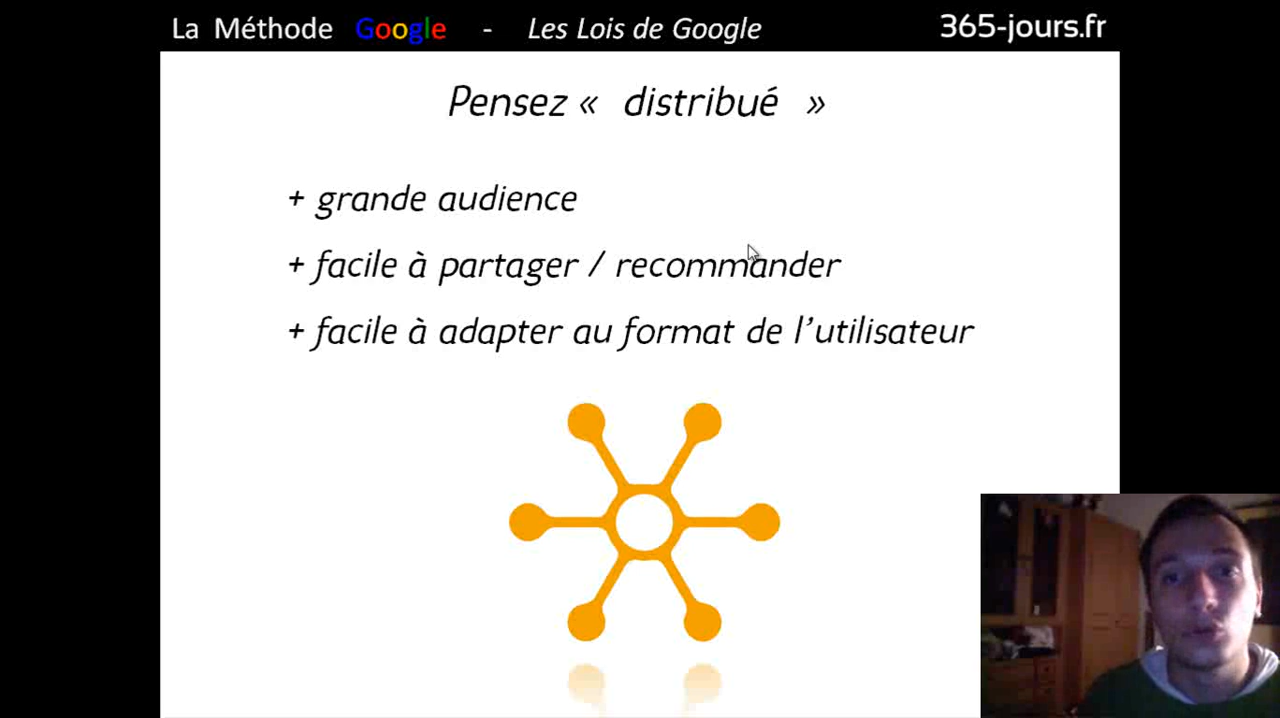 La Méthode Google - Les Lois de Google 365-jours.fr
Pensez « distribué »
+ grande audience
+ facile à partager / recommander
+ facile à adapter au format de l’utilisateur